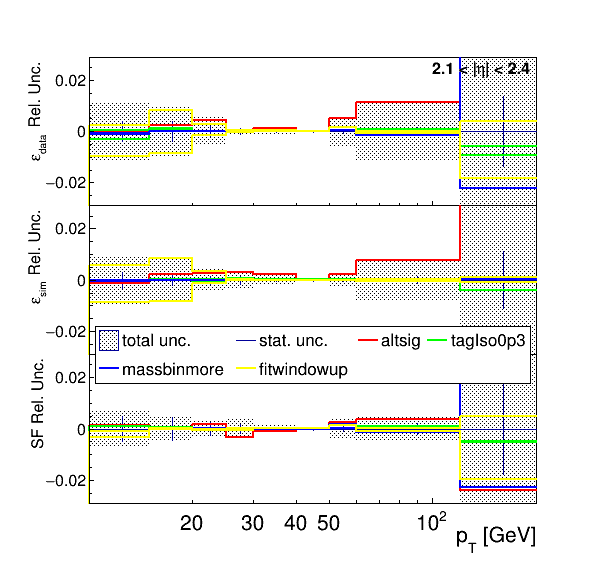 2.1 < |η| < 2.4
ε_data Rel. Unc.
0.02
0
−0.02
ε_sim Rel. Unc.
0.02
0
−0.02
total unc. stat. unc. altsig tagIso0p3
massbinmore fitwindowup
SF Rel. Unc.
0.02
0
−0.02
20 30 40 50 10²
p_T [GeV]